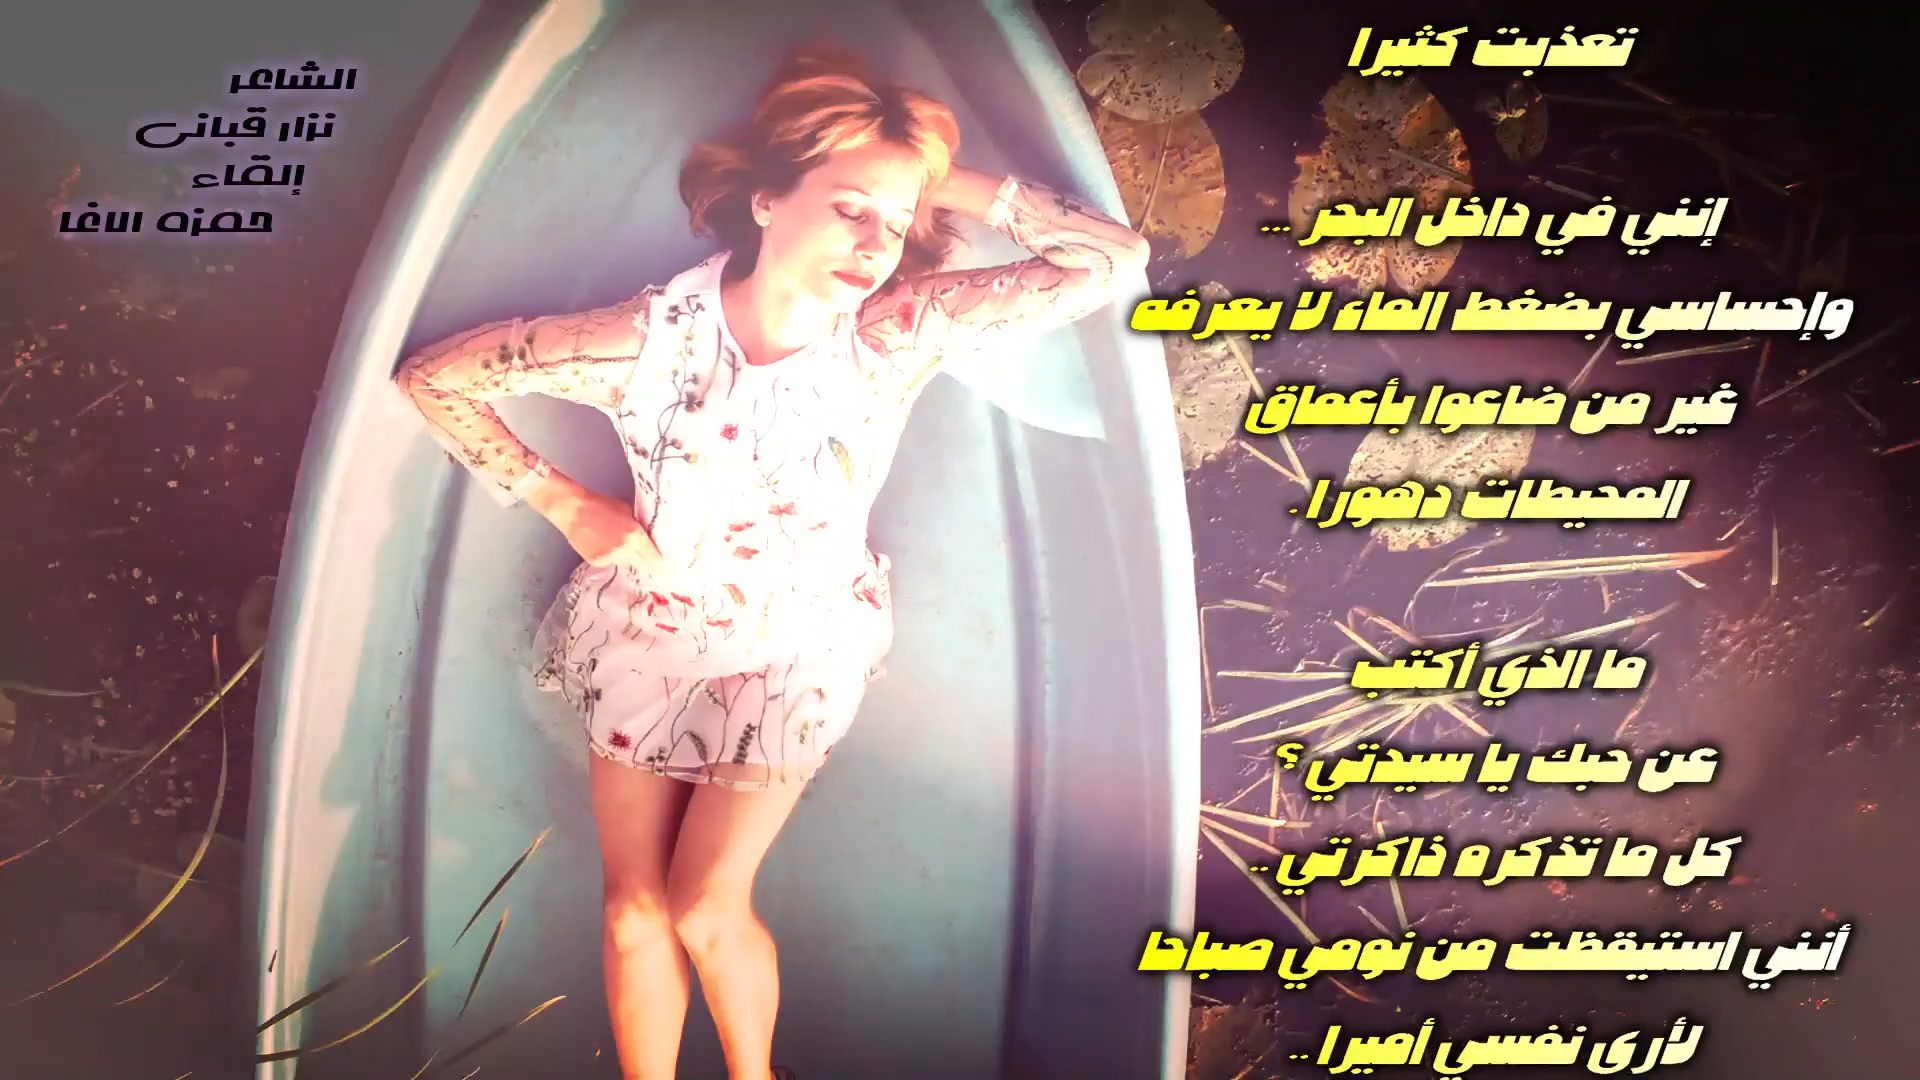 الشاعر
نزار قبانى
إلقاء
حمزه الاغا
تعذبت كثيرا
إنني في داخل البحر ...
وإحساسي بضغط الماء لا يعرفه
غير من ضاعوا بأعماق
المحيطات دهورا.
ما الذي أكتب
عن حبك يا سيدتي ؟
كل ما تذكره ذاكرتي ..
أنني استيقظت من نومي صباحا
لأرى نفسي أميرا ..